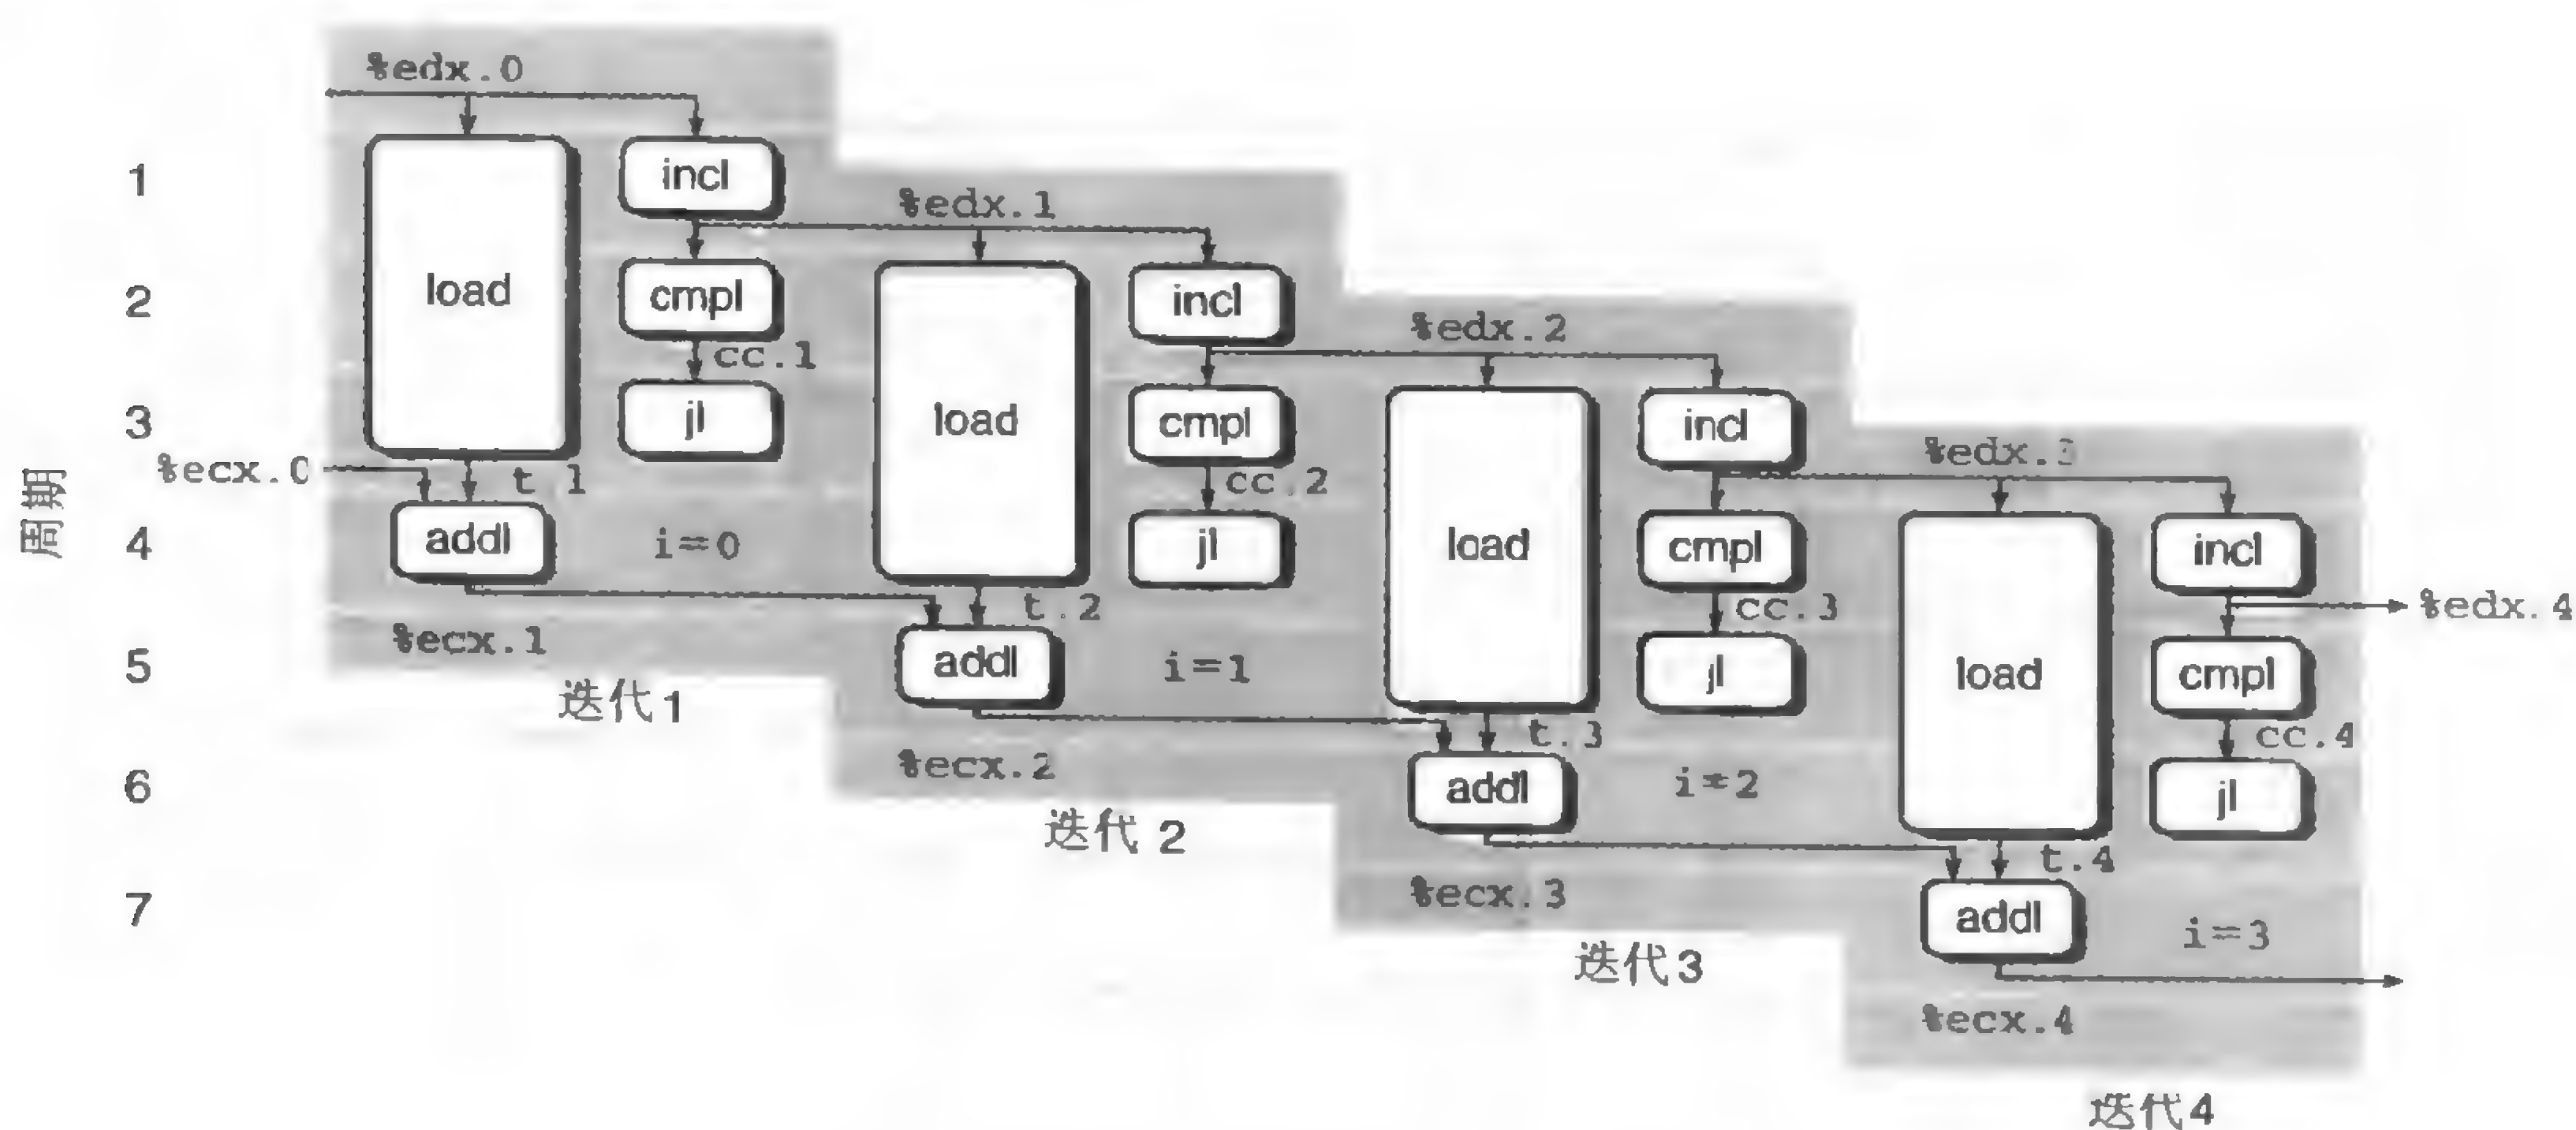 %edx.0
1
incl
%edx.1
load
2
cmpl
incl
%edx.2
cc.1
3
jl
load
cmpl
incl
%edx.3
周期
%ecx.0
t.1
cc.2
4
addl
i=0
jl
load
cmpl
incl
%edx.4
t.2
cc.3
%ecx.1
5
addl
i=1
jl
load
cmpl
迭代1
t.3
cc.4
%ecx.2
6
addl
i=2
jl
迭代 2
t.4
%ecx.3
7
addl
i=3
迭代3
%ecx.4
迭代4